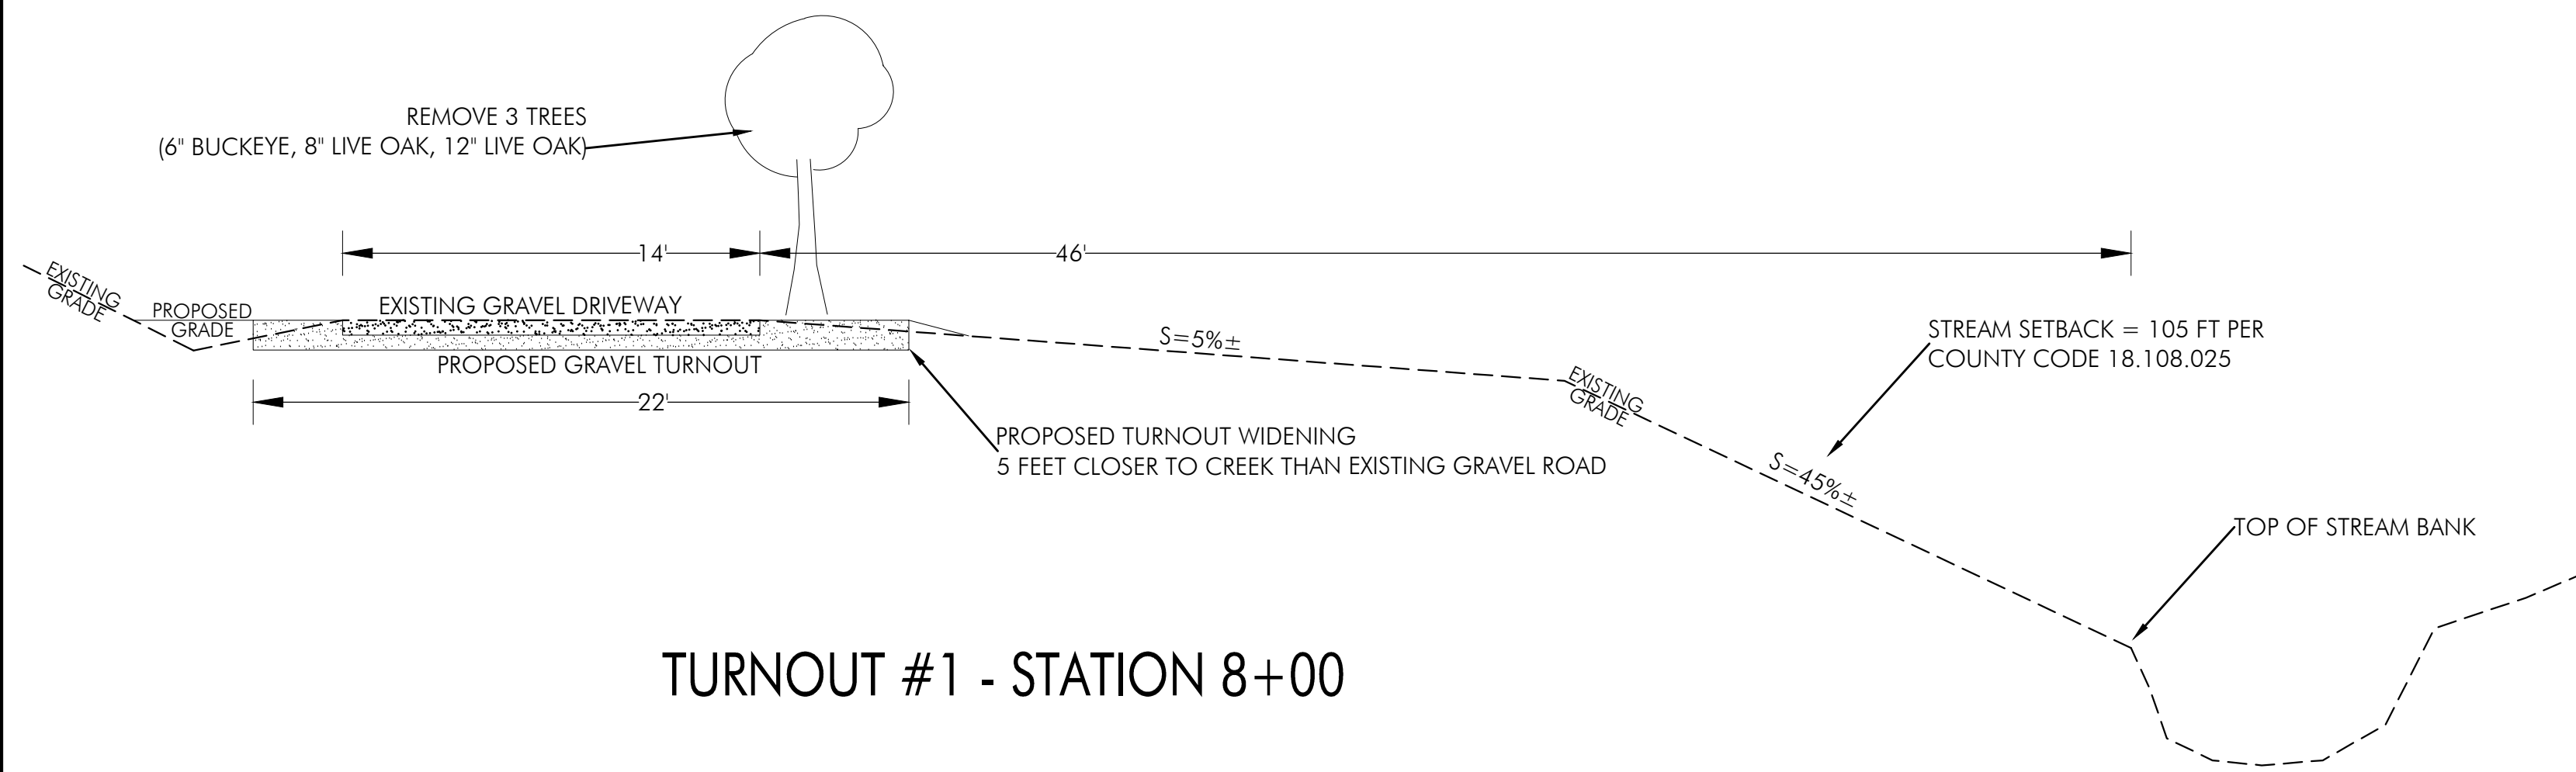 REMOVE 3 TREES
(6" BUCKEYE, 8" LIVE OAK, 12" LIVE OAK)
14'
46'
EXISTING
GRADE
PROPOSED
GRADE
EXISTING GRAVEL DRIVEWAY
PROPOSED GRAVEL TURNOUT
22'
S=5%±
STREAM SETBACK = 105 FT PER
COUNTY CODE 18.108.025
EXISTING
GRADE
PROPOSED TURNOUT WIDENING
5 FEET CLOSER TO CREEK THAN EXISTING GRAVEL ROAD
S=45%±
TOP OF STREAM BANK
TURNOUT #1 - STATION 8+00